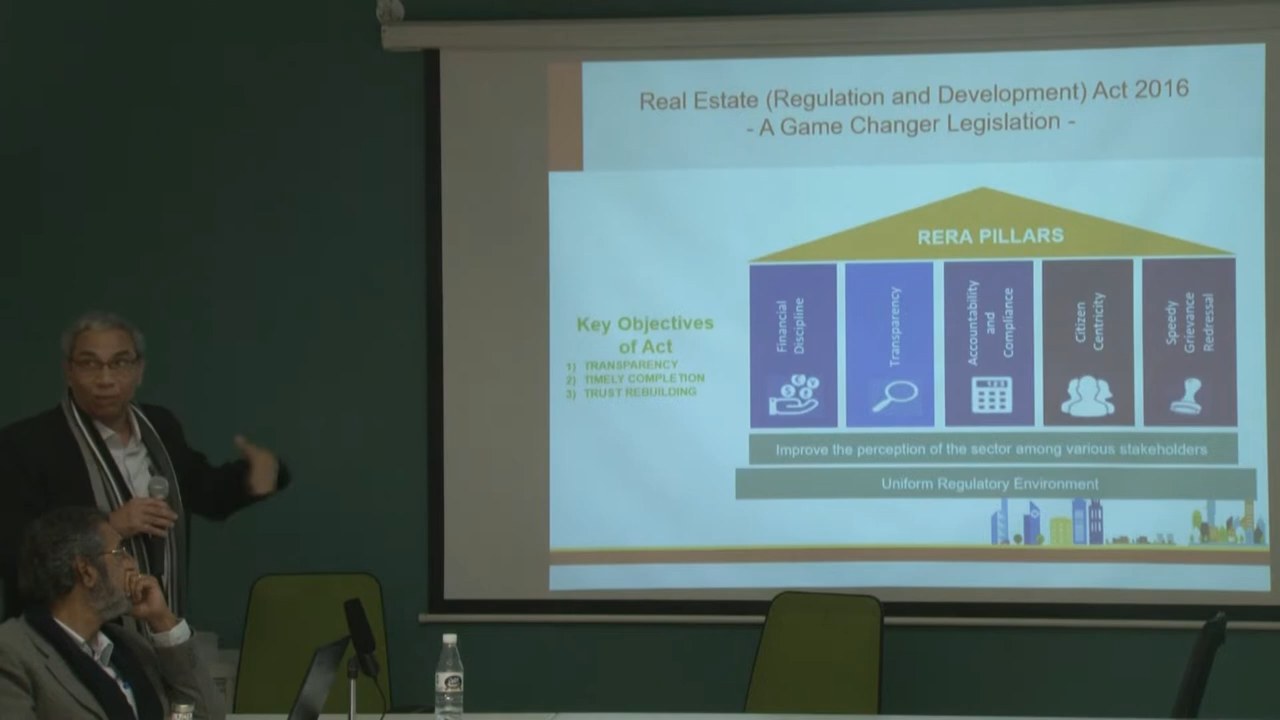 Real Estate (Regulation and Development) Act 2016
- A Game Changer Legislation -
RERA PILLARS
Key Objectives
of Act
1) TRANSPARENCY
2) TIMELY COMPLETION
3) TRUST REBUILDING
Financial
Discipline
Transparency
Accountability
and
Compliance
Citizen
Centricity
Speedy
Grievance
Redressal
Improve the perception of the sector among various stakeholders
Uniform Regulatory Environment